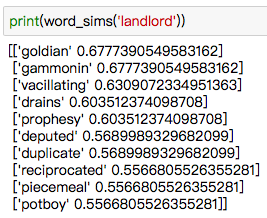 print(word_sims('landlord'))
[['goldian' 0.6777390549583162]
['gammonin' 0.6777390549583162]
['vacillating' 0.6309072334951363]
['drains' 0.603512374098708]
['prophesy' 0.603512374098708]
['deputed' 0.5689989329682099]
['duplicate' 0.5689989329682099]
['reciprocated' 0.5566805526355281]
['piecemeal' 0.5566805526355281]
['potboy' 0.5566805526355281]]